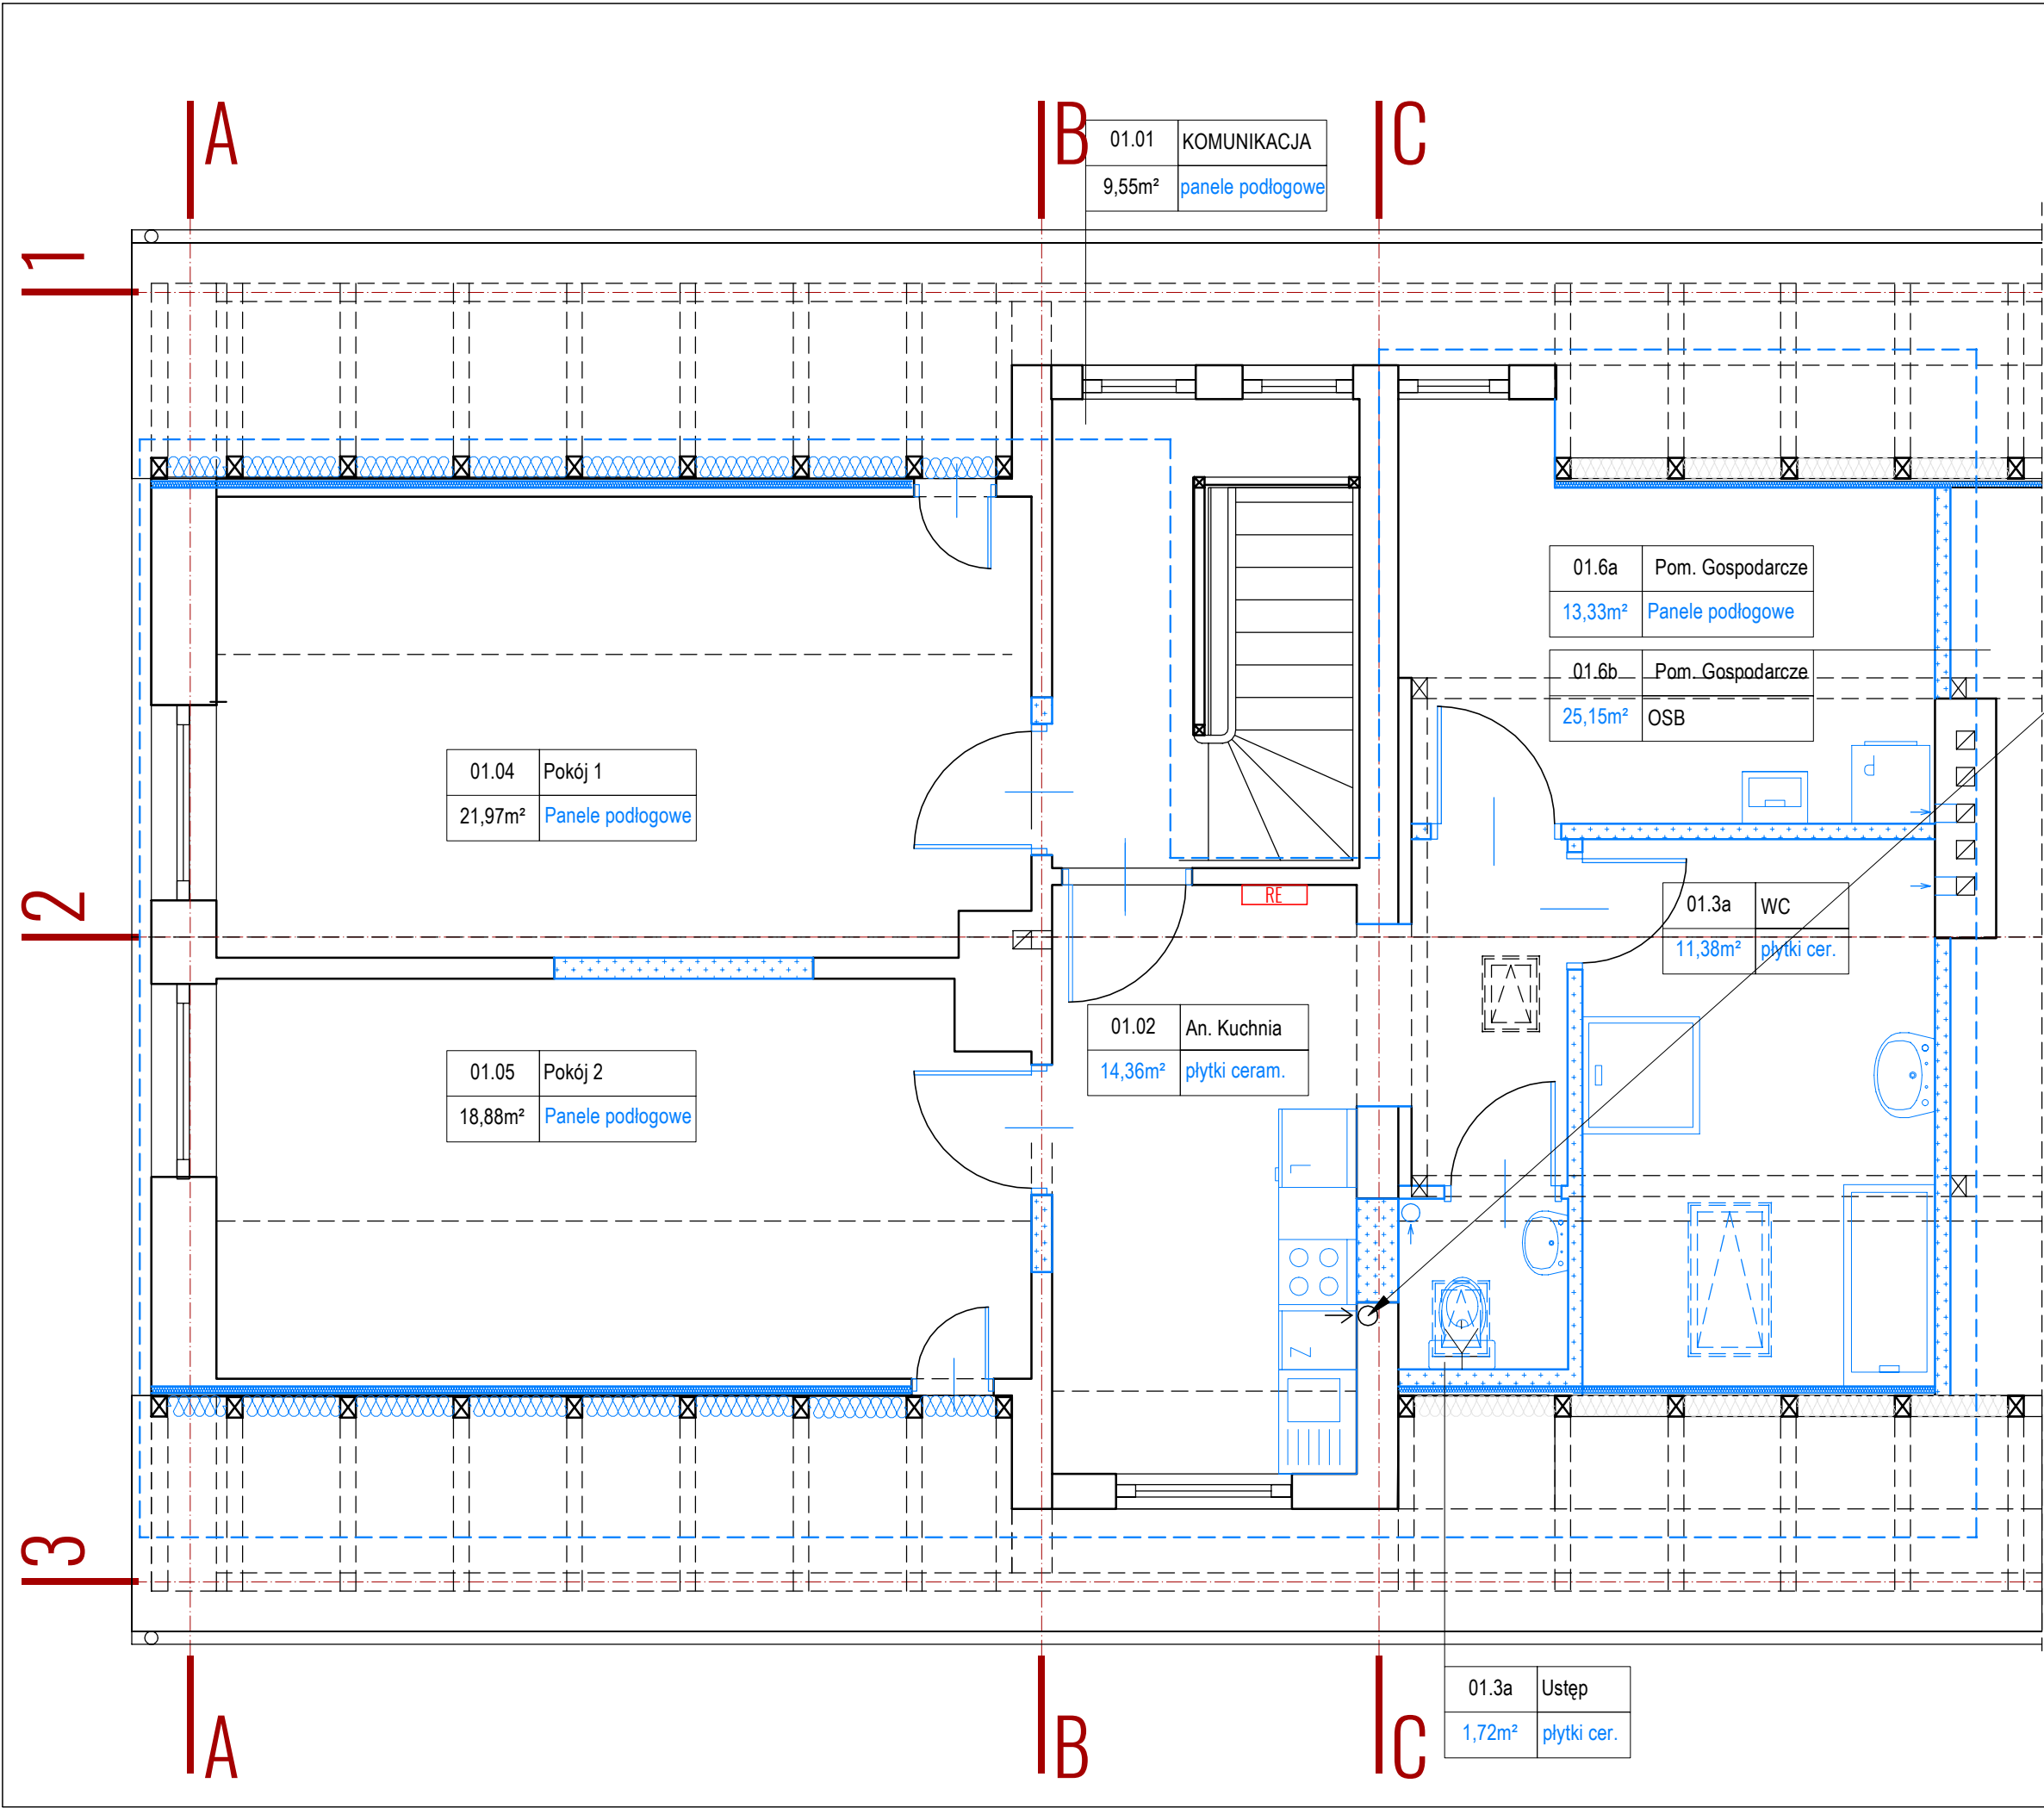 A
B
C
01.01 KOMUNIKACJA
9,55m² panele podłogowe
1
01.6a Pom. Gospodarcze
13,33m² Panele podłogowe
01.6b Pom. Gospodarcze
25,15m² OSB
01.04 Pokój 1
21,97m² Panele podłogowe
P
2
RE
01.3a WC
11,38m² płytki cer.
01.02 An. Kuchnia
14,36m² płytki ceram.
01.05 Pokój 2
18,88m² Panele podłogowe
L
Z
3
01.3a Ustęp
1,72m² płytki cer.
A
B
C